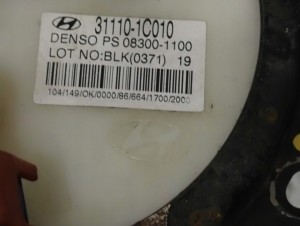 31110-1C010
DENSO PS 08300-1100
LOT NO:BLK(0371) 19
104/149/OK/0000/86/664/1700/2000